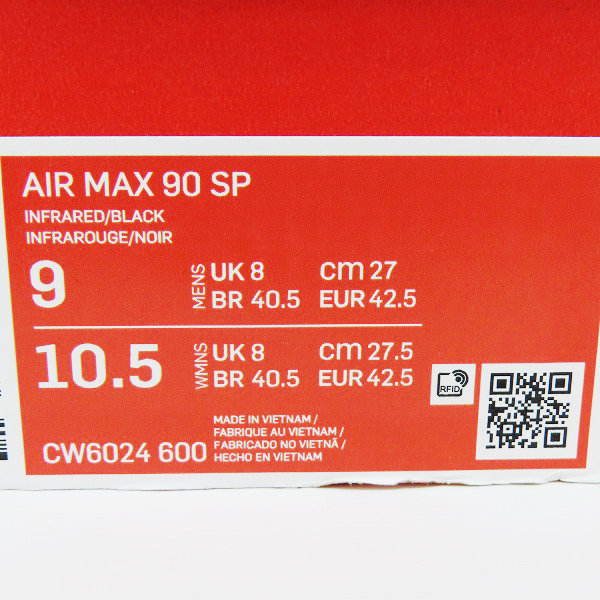 AIR MAX 90 SP
INFRARED/BLACK
INFRAROUGE/NOIR
9 MENS UK 8 cm 27
BR 40.5 EUR 42.5
10.5 WMNS UK 8 cm 27.5
BR 40.5 EUR 42.5
RFID
CW6024 600
MADE IN VIETNAM /
FABRIQUE AU VIETNAM /
FABRICADO NO VIETNÃ /
HECHO EN VIETNAM